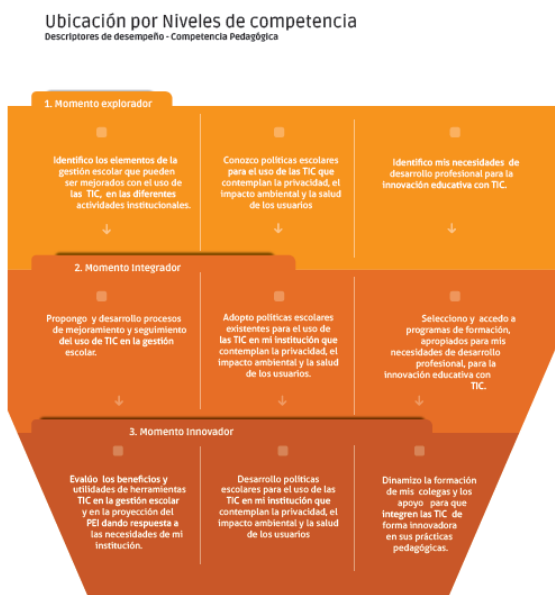 Ubicación por Niveles de competencia
Descriptores de desempeño - Competencia Pedagógica
1. Momento explorador
Identifico los elementos de la
gestión escolar que pueden
ser mejorados con el uso de
las TIC, en las diferentes
actividades institucionales.
Conozco políticas escolares
para el uso de las TIC que
contemplan la privacidad, el
impacto ambiental y la salud
de los usuarios
Identifico mis necesidades de
desarrollo profesional para la
innovación educativa con TIC.
2. Momento Integrador
Propongo y desarrollo procesos
de mejoramiento y seguimiento
del uso de TIC en la gestión
escolar.
Adopto políticas escolares
existentes para el uso de
las TIC en mi institución que
contemplan la privacidad, el
impacto ambiental y la salud
de los usuarios.
Selecciono y accedo a
programas de formación,
apropiados para mis
necesidades de desarrollo
profesional, para la
innovación educativa con
TIC.
3. Momento Innovador
Evalúo los beneficios y
utilidades de herramientas
TIC en la gestión escolar
y en la proyección del
PEI dando respuesta a
las necesidades de mi
institución.
Desarrollo políticas
escolares para el uso de las
TIC en mi institución que
contemplan la privacidad, el
impacto ambiental y la salud
de los usuarios
Dinamizo la formación
de mis colegas y los
apoyo para que
integren las TIC de
forma innovadora
en sus prácticas
pedagógicas.